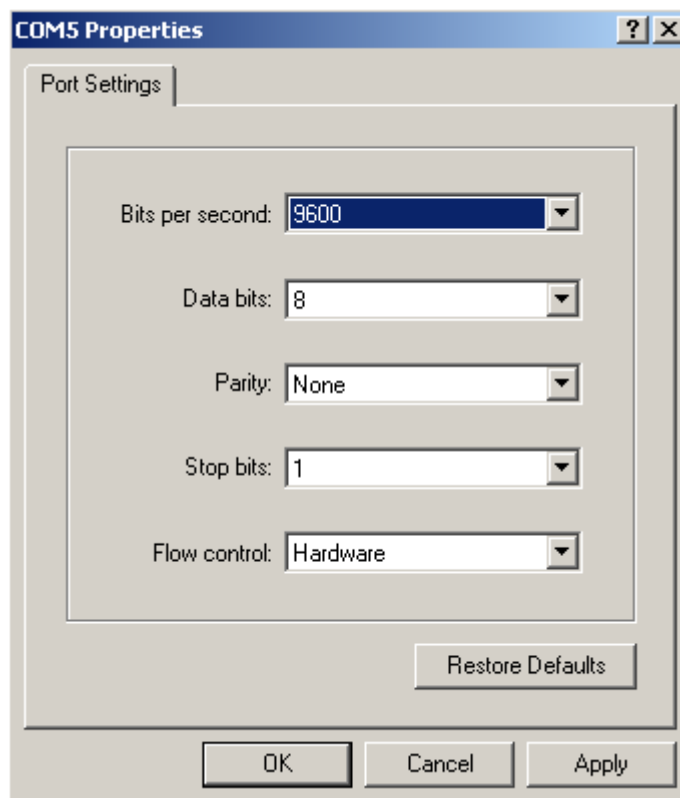 COM5 Properties
Port Settings
Bits per second: 9600
Data bits: 8
Parity: None
Stop bits: 1
Flow control: Hardware
Restore Defaults
OK Cancel Apply